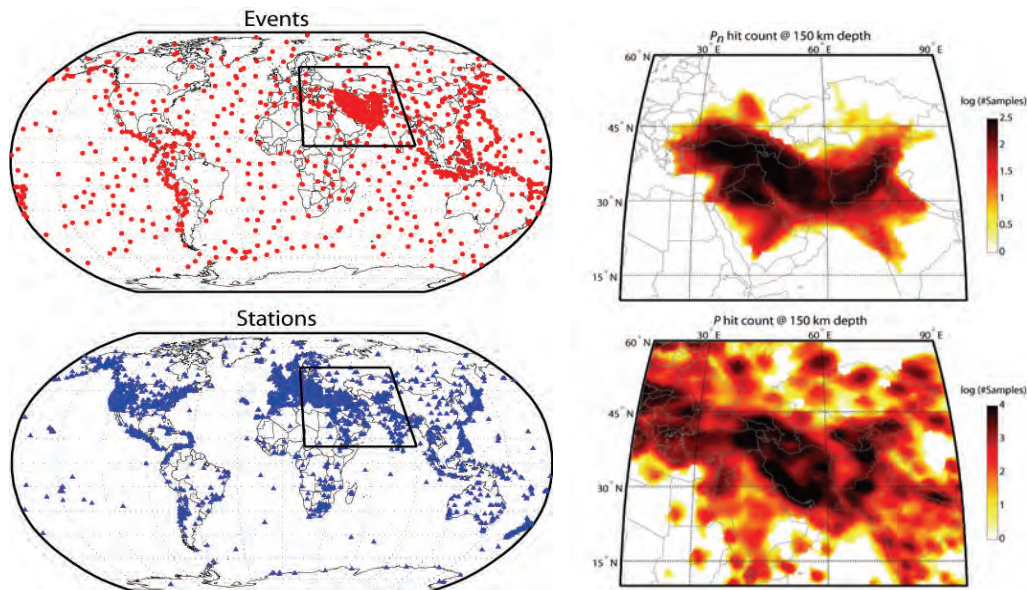 Events
Stations
Pn hit count @ 150 km depth
30° E
60° E
90° E
60° N
45° N
30° N
15° N
log (#Samples)
2.5
2
1.5
1
0.5
0
P hit count @ 150 km depth
30° E
60° E
90° E
60° N
45° N
30° N
15° N
log (#Samples)
4
3
2
1
0